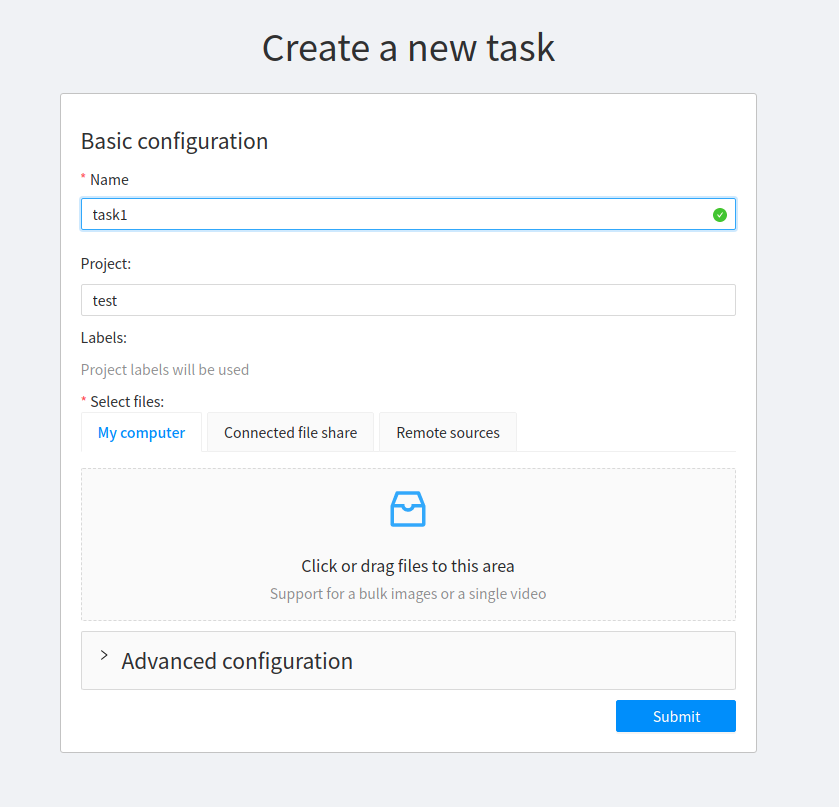 Create a new task
Basic configuration
* Name
task1
Project:
test
Labels:
Project labels will be used
* Select files:
My computer Connected file share Remote sources
Click or drag files to this area
Support for a bulk images or a single video
Advanced configuration
Submit